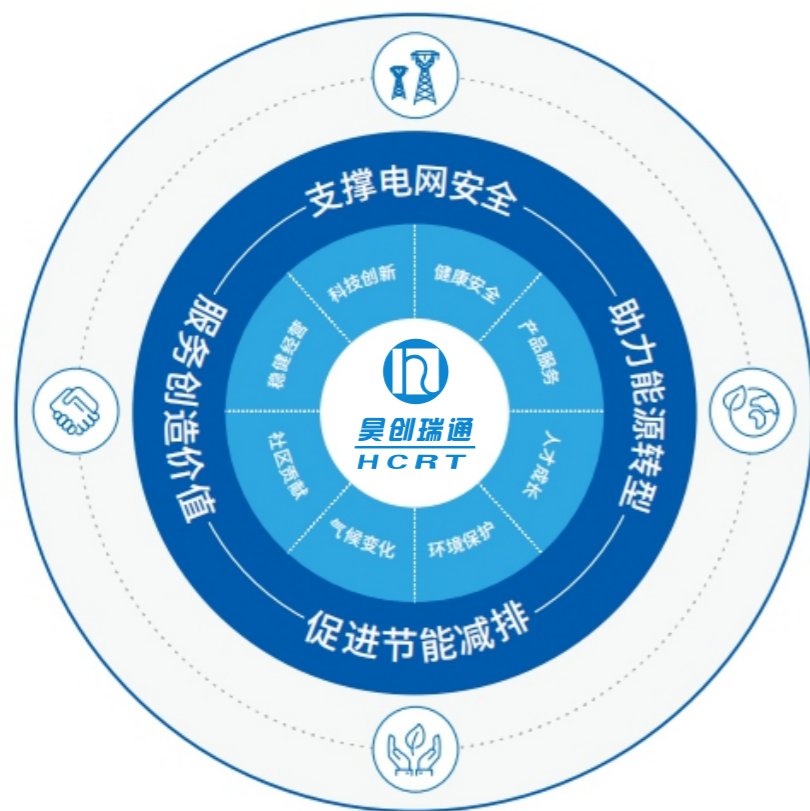 支撑电网安全
助力能源转型
促进节能减排
服务创造价值
科技创新
健康安全
产品服务
人才成长
环境保护
气候变化
社区贡献
稳健经营
昊创瑞通
HCRT